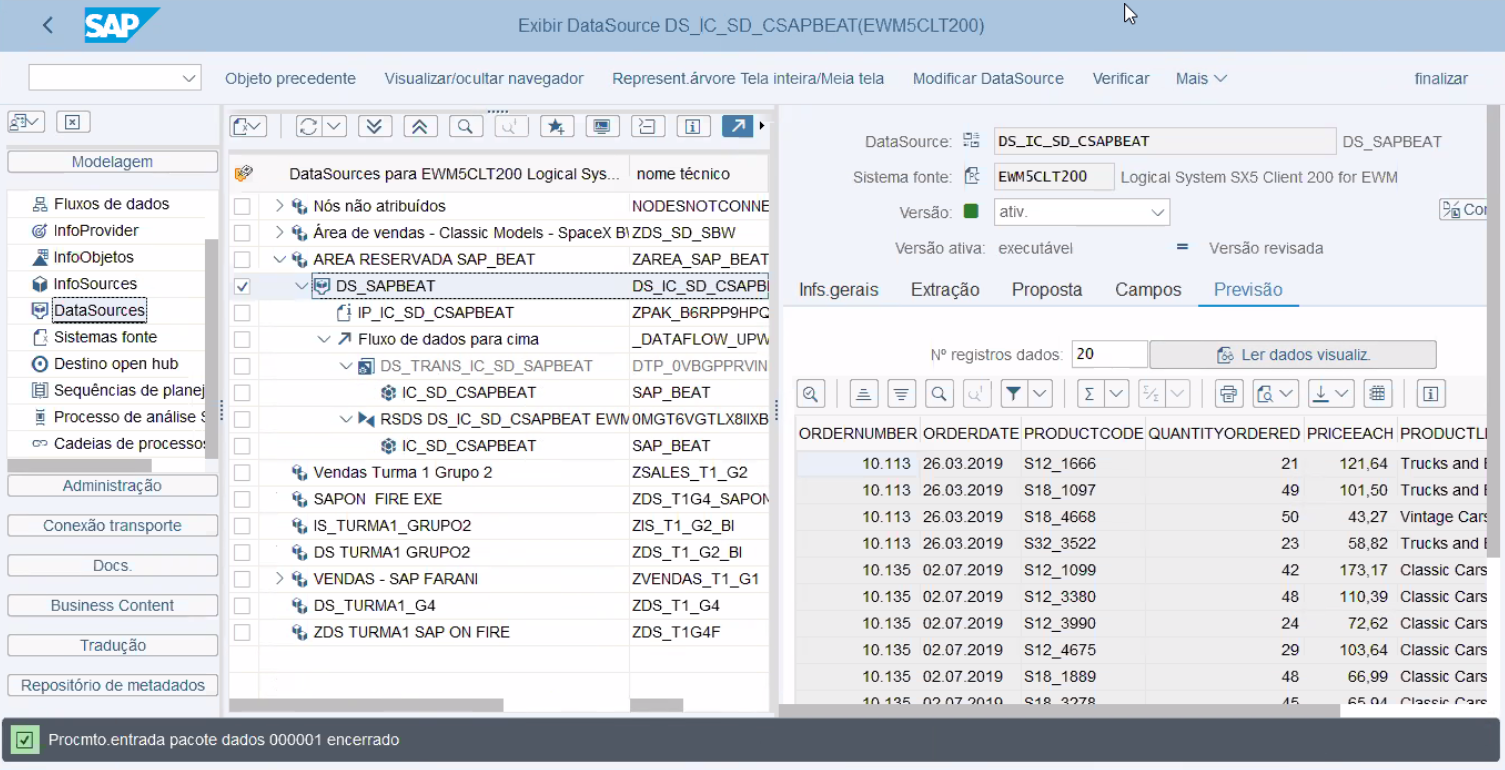 SAP
Exibir DataSource DS_IC_SD_CSAPBEAT(EWM5CLT200)
Objeto precedente Visualizar/ocultar navegador Represent.árvore Tela inteira/Meia tela Modificar DataSource Verificar Mais finalizar
Modelagem
Fluxos de dados
InfoProvider
InfoObjetos
InfoSources
DataSources
Sistemas fonte
Destino open hub
Sequências de planej
Processo de análise S
Cadeias de processos
Administração
Conexão transporte
Docs.
Business Content
Tradução
Repositório de metadados
DataSources para EWM5CLT200 Logical Sys... nome técnico
Nós não atribuídos NODESNOTCONNE
Área de vendas - Classic Models - SpaceX BW ZDS_SD_SBW
AREA RESERVADA SAP_BEAT ZAREA_SAP_BEAT
DS_SAPBEAT DS_IC_SD_CSAPBE
IP_IC_SD_CSAPBEAT ZPAK_B6RPP9HPQ
Fluxo de dados para cima _DATAFLOW_UPW
DS_TRANS_IC_SD_SAPBEAT DTP_0VBGPPRVIN
IC_SD_CSAPBEAT SAP_BEAT
RSDS DS_IC_SD_CSAPBEAT EWM 0MGT6VGTLX8IIXB
IC_SD_CSAPBEAT SAP_BEAT
Vendas Turma 1 Grupo 2 ZSALES_T1_G2
SAPON FIRE EXE ZDS_T1G4_SAPON
IS_TURMA1_GRUPO2 ZIS_T1_G2_BI
DS TURMA1 GRUPO2 ZDS_T1_G2_BI
VENDAS - SAP FARANI ZVENDAS_T1_G1
DS_TURMA1_G4 ZDS_T1_G4
ZDS TURMA1 SAP ON FIRE ZDS_T1G4F
DataSource: DS_IC_SD_CSAPBEAT DS_SAPBEAT
Sistema fonte: EWM5CLT200 Logical System SX5 Client 200 for EWM
Versão: ativ. Con
Versão ativa: executável = Versão revisada
Infs.gerais Extração Proposta Campos Previsão
Nº registros dados: 20 Ler dados visualiz.
ORDERNUMBER ORDERDATE PRODUCTCODE QUANTITYORDERED PRICEEACH PRODUCTLI
10.113 26.03.2019 S12_1666 21 121,64 Trucks and B
10.113 26.03.2019 S18_1097 49 101,50 Trucks and B
10.113 26.03.2019 S18_4668 50 43,27 Vintage Cars
10.113 26.03.2019 S32_3522 23 58,82 Trucks and B
10.135 02.07.2019 S12_1099 42 173,17 Classic Cars
10.135 02.07.2019 S12_3380 48 110,39 Classic Cars
10.135 02.07.2019 S12_3990 24 72,62 Classic Cars
10.135 02.07.2019 S12_4675 29 103,64 Classic Cars
10.135 02.07.2019 S18_1889 48 66,99 Classic Cars
10.135 02.07.2019 S18_3278 45 65,94 Classic Cars
Procmto.entrada pacote dados 000001 encerrado